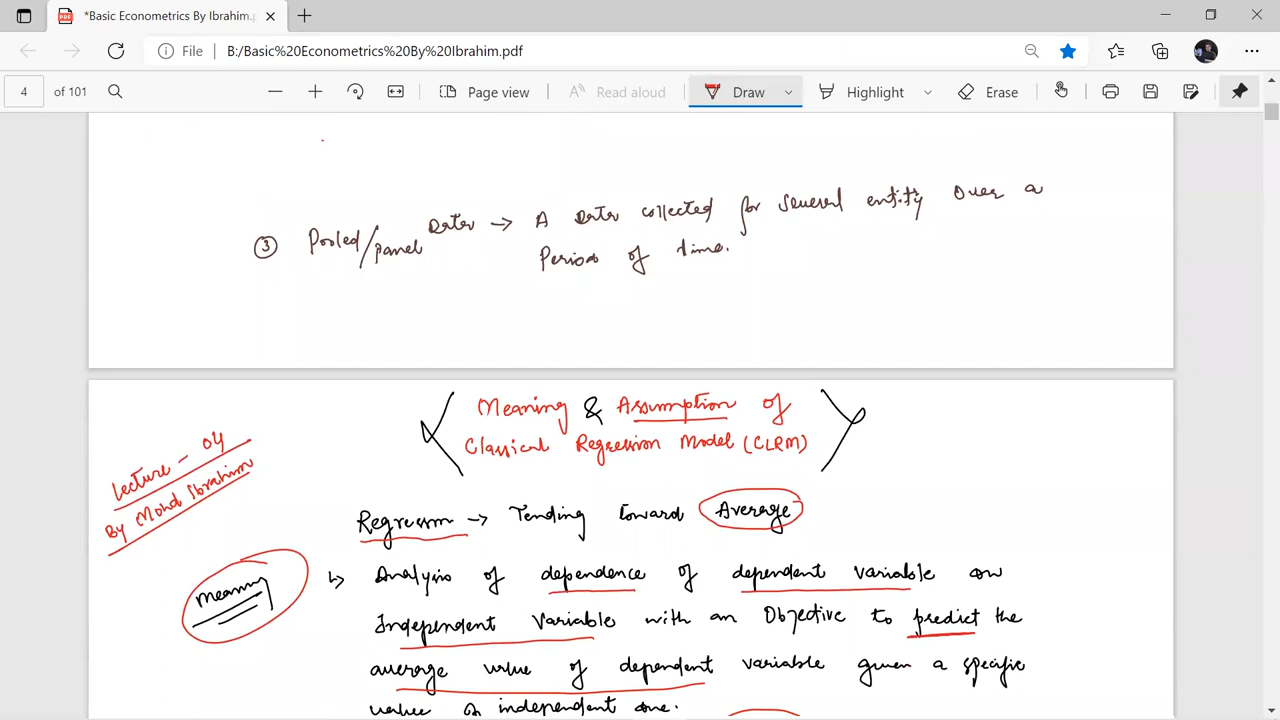 *Basic Econometrics By Ibrahim.p
File B:/Basic%20Econometrics%20By%20Ibrahim.pdf
4 of 101 Page view Read aloud Draw Highlight Erase
③ Pooled/panel Data → A Data collected for several entity Over a
Period of time.
Meaning & Assumption of
Classical Regression Model (CLRM)
Lecture - 04
By Mohd Ibrahim
Regression → Tending toward Average
Meaning
↳ Analysis of dependence of dependent variable on
Independent Variable with an Objective to predict the
average value of dependent variable given a specific
value of independent one.